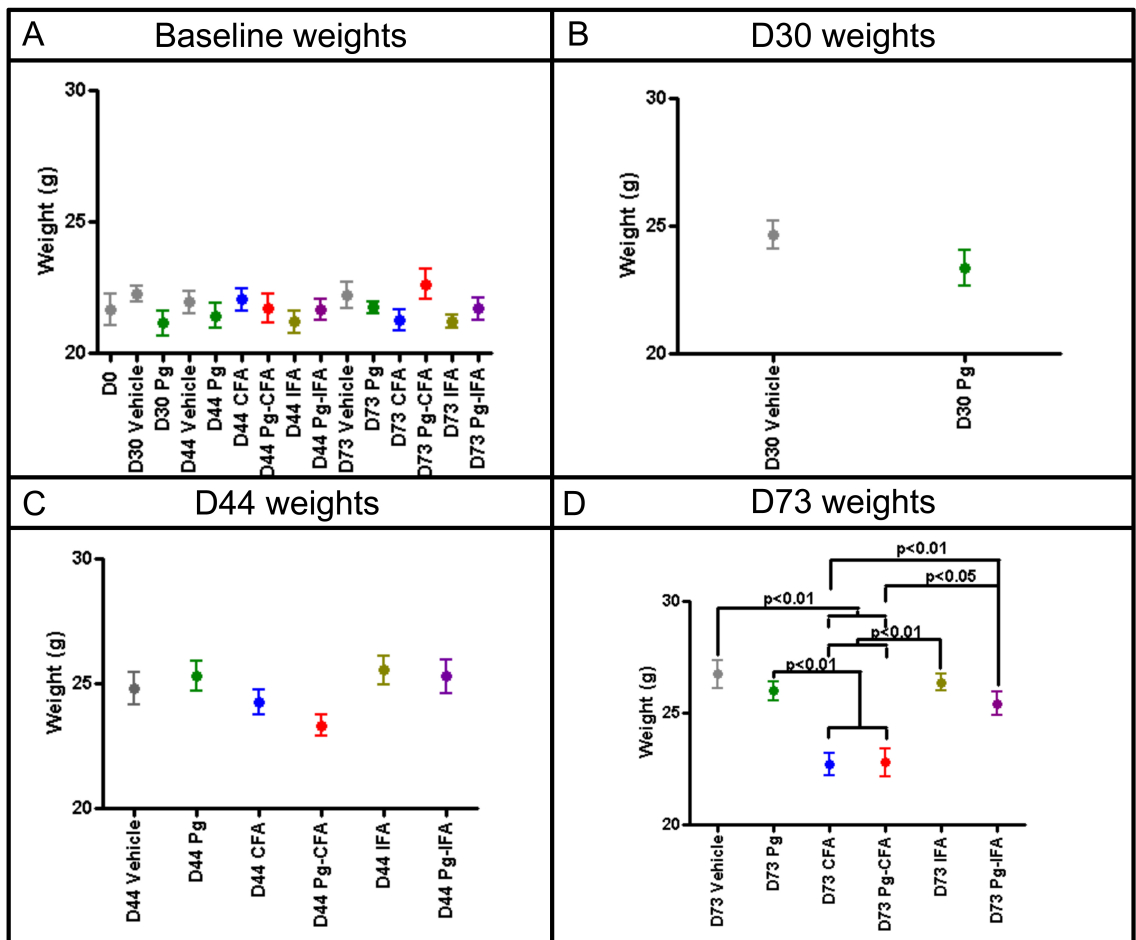 A
Baseline weights
30
25
20
Weight (g)
D0
D30 Vehicle
D30 Pg
D44 Vehicle
D44 Pg
D44 CFA
D44 Pg-CFA
D44 IFA
D44 Pg-IFA
D73 Vehicle
D73 Pg
D73 CFA
D73 Pg-CFA
D73 IFA
D73 Pg-IFA
B
D30 weights
30
25
20
Weight (g)
D30 Vehicle
D30 Pg
C
D44 weights
30
25
20
Weight (g)
D44 Vehicle
D44 Pg
D44 CFA
D44 Pg-CFA
D44 IFA
D44 Pg-IFA
D
D73 weights
p<0.01
p<0.05
p<0.01
p<0.01
p<0.01
30
25
20
Weight (g)
D73 Vehicle
D73 Pg
D73 CFA
D73 Pg-CFA
D73 IFA
D73 Pg-IFA